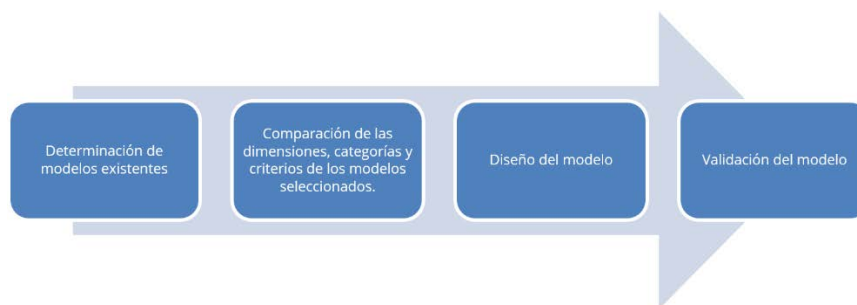 Determinación de
modelos existentes
Comparación de las
dimensiones, categorías y
criterios de los modelos
seleccionados.
Diseño del modelo
Validación del modelo